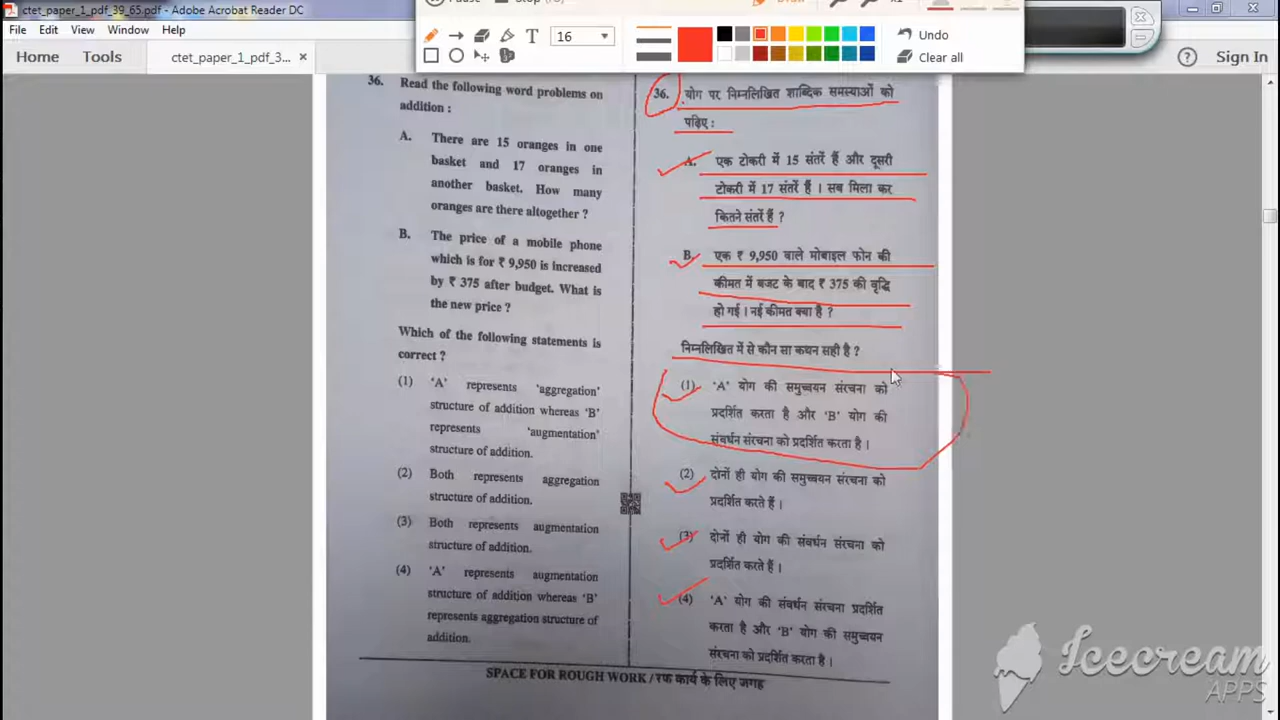 ctet_paper_1_pdf_39_65.pdf - Adobe Acrobat Reader DC
File Edit View Window Help
T 16 Undo
Clear all
Home Tools ctet_paper_1_pdf_3... × Sign In
36. Read the following word problems on
addition :
A. There are 15 oranges in one
basket and 17 oranges in
another basket. How many
oranges are there altogether ?
B. The price of a mobile phone
which is for ₹ 9,950 is increased
by ₹ 375 after budget. What is
the new price ?
Which of the following statements is
correct ?
(1) 'A' represents 'aggregation'
structure of addition whereas 'B'
represents 'augmentation'
structure of addition.
(2) Both represents aggregation
structure of addition.
(3) Both represents augmentation
structure of addition.
(4) 'A' represents augmentation
structure of addition whereas 'B'
represents aggregation structure of
addition.
36. योग पर निम्नलिखित शाब्दिक समस्याओं को
पढ़िए :
A. एक टोकरी में 15 संतरें हैं और दूसरी
टोकरी में 17 संतरें हैं । सब मिला कर
कितने संतरें हैं ?
B. एक ₹ 9,950 वाले मोबाइल फोन की
कीमत में बजट के बाद ₹ 375 की वृद्धि
हो गई । नई कीमत क्या है ?
निम्नलिखित में से कौन सा कथन सही है ?
(1) 'A' योग की समुच्चयन संरचना को
प्रदर्शित करता है और 'B' योग की
संबर्धन संरचना को प्रदर्शित करता है ।
(2) दोनों ही योग की समुच्चयन संरचना को
प्रदर्शित करते हैं ।
(3) दोनों ही योग की संवर्धन संरचना को
प्रदर्शित करते हैं ।
(4) 'A' योग की संवर्धन संरचना प्रदर्शित
करता है और 'B' योग की समुच्चयन
संरचना को प्रदर्शित करता है ।
SPACE FOR ROUGH WORK / रफ कार्य के लिए जगह
Icecream
APPS